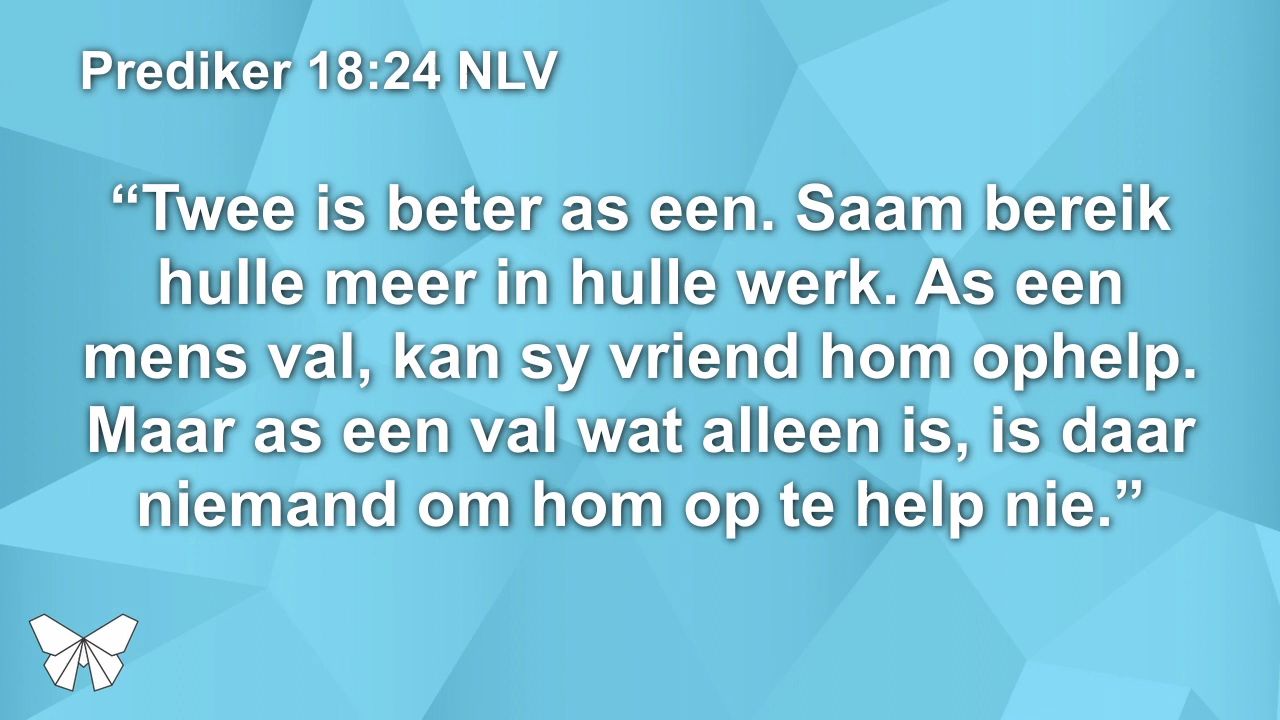 Prediker 18:24 NLV
“Twee is beter as een. Saam bereik
hulle meer in hulle werk. As een
mens val, kan sy vriend hom ophelp.
Maar as een val wat alleen is, is daar
niemand om hom op te help nie.”